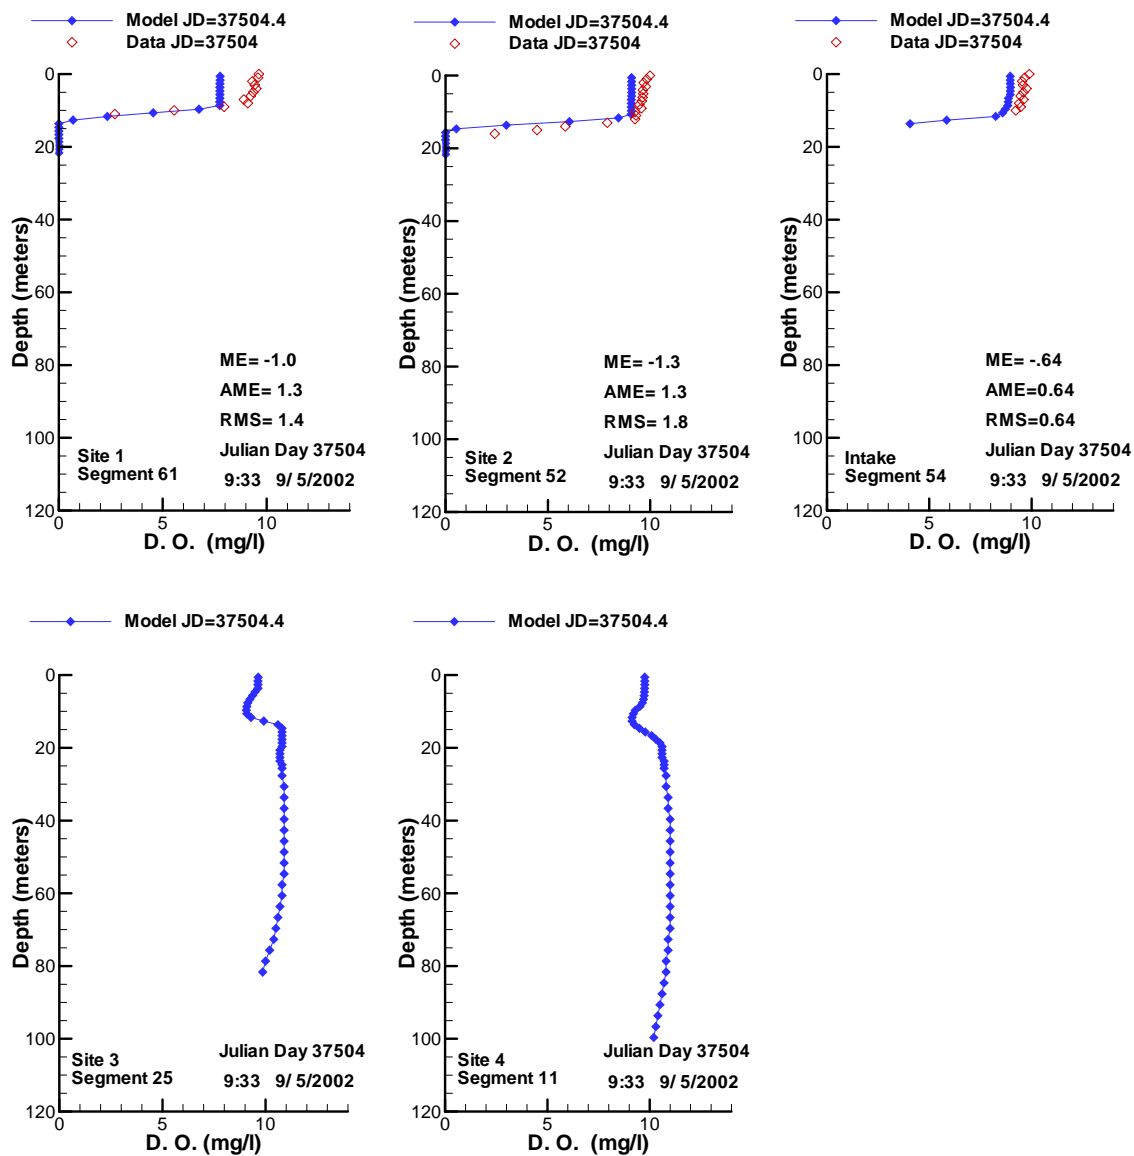 Model JD=37504.4
Data JD=37504
0
20
40
60
80
100
120
Depth (meters)
ME= -1.0
AME= 1.3
RMS= 1.4
Julian Day 37504
9:33 9/ 5/2002
Site 1
Segment 61
0
10
D. O. (mg/l)
Model JD=37504.4
Data JD=37504
0
20
40
60
80
100
120
Depth (meters)
ME= -1.3
AME= 1.3
RMS= 1.8
Julian Day 37504
9:33 9/ 5/2002
Site 2
Segment 52
0
5
10
D. O. (mg/l)
Model JD=37504.4
Data JD=37504
0
20
40
60
80
100
120
Depth (meters)
ME= -.64
AME=0.64
RMS=0.64
Julian Day 37504
9:33 9/ 5/2002
Intake
Segment 54
0
5
10
D. O. (mg/l)
Model JD=37504.4
0
20
40
60
80
100
120
Depth (meters)
Julian Day 37504
9:33 9/ 5/2002
Site 3
Segment 25
0
10
D. O. (mg/l)
Model JD=37504.4
0
20
40
60
80
100
120
Depth (meters)
Julian Day 37504
9:33 9/ 5/2002
Site 4
Segment 11
0
5
10
D. O. (mg/l)